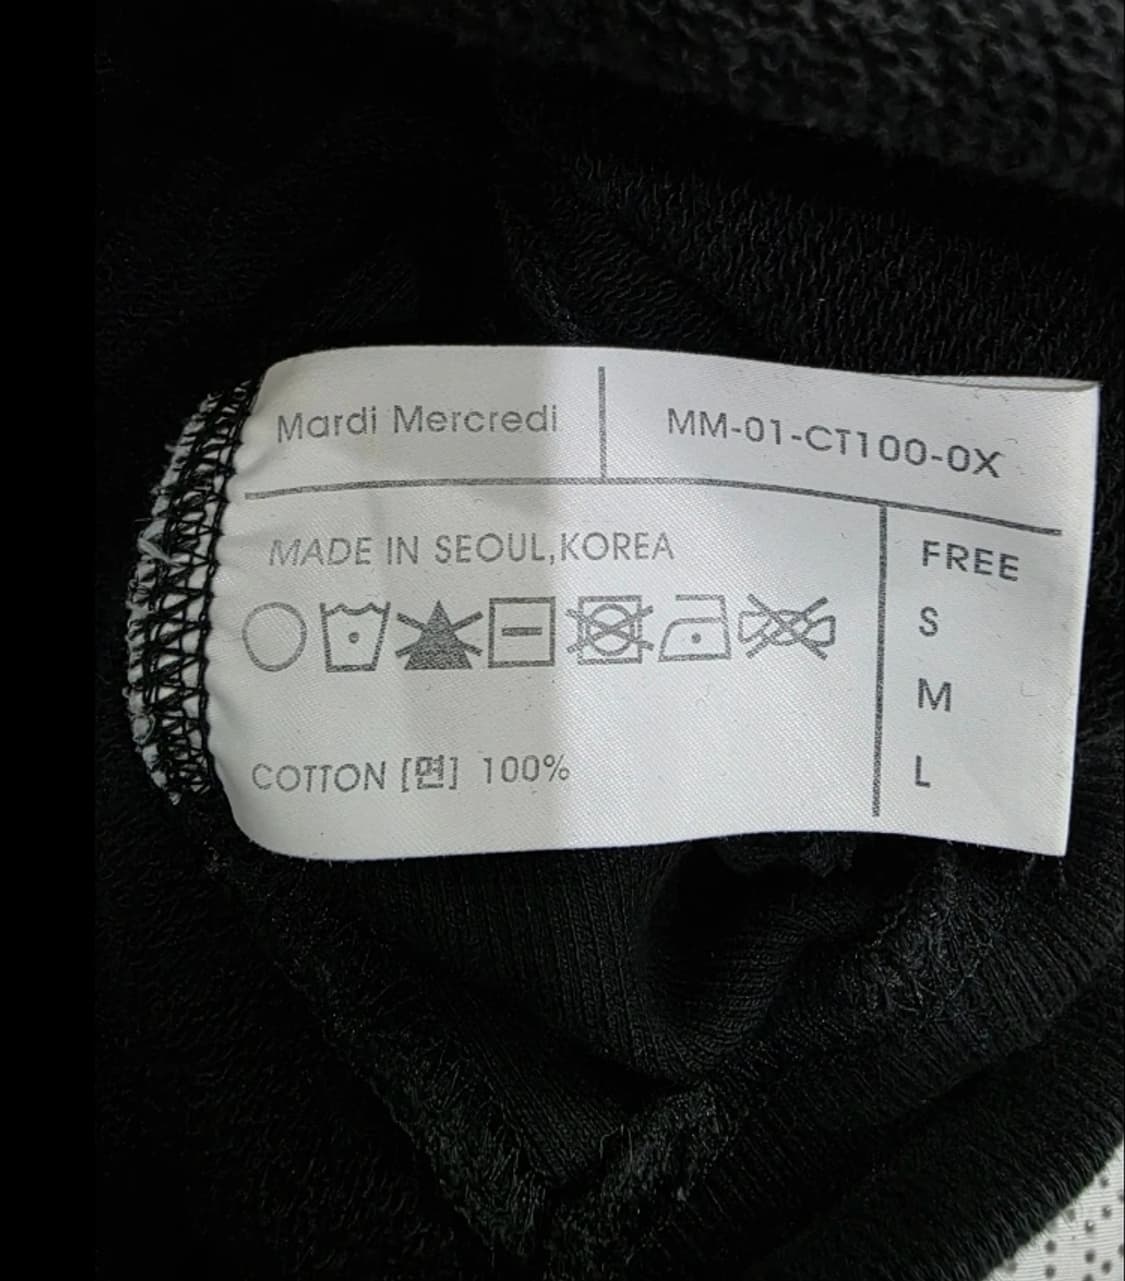 Mardi Mercredi
MM-01-CT100-0X
MADE IN SEOUL,KOREA
COTTON [면] 100%
FREE
S
M
L